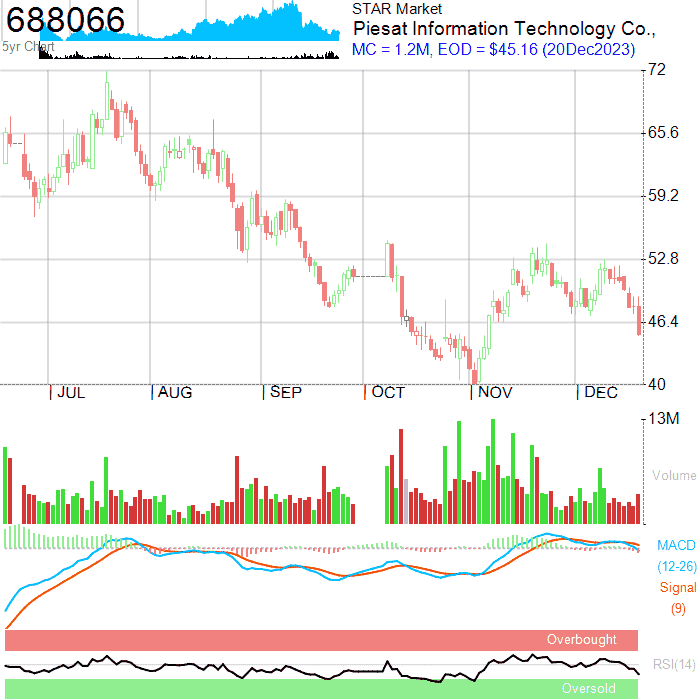 688066
STAR Market
Piesat Information Technology Co.,
MC = 1.2M, EOD = $45.16 (20Dec2023)
5yr Chart
72
65.6
59.2
52.8
46.4
40
JUL AUG SEP OCT NOV DEC
13M
Volume
MACD
(12-26)
Signal
(9)
Overbought
RSI(14)
Oversold